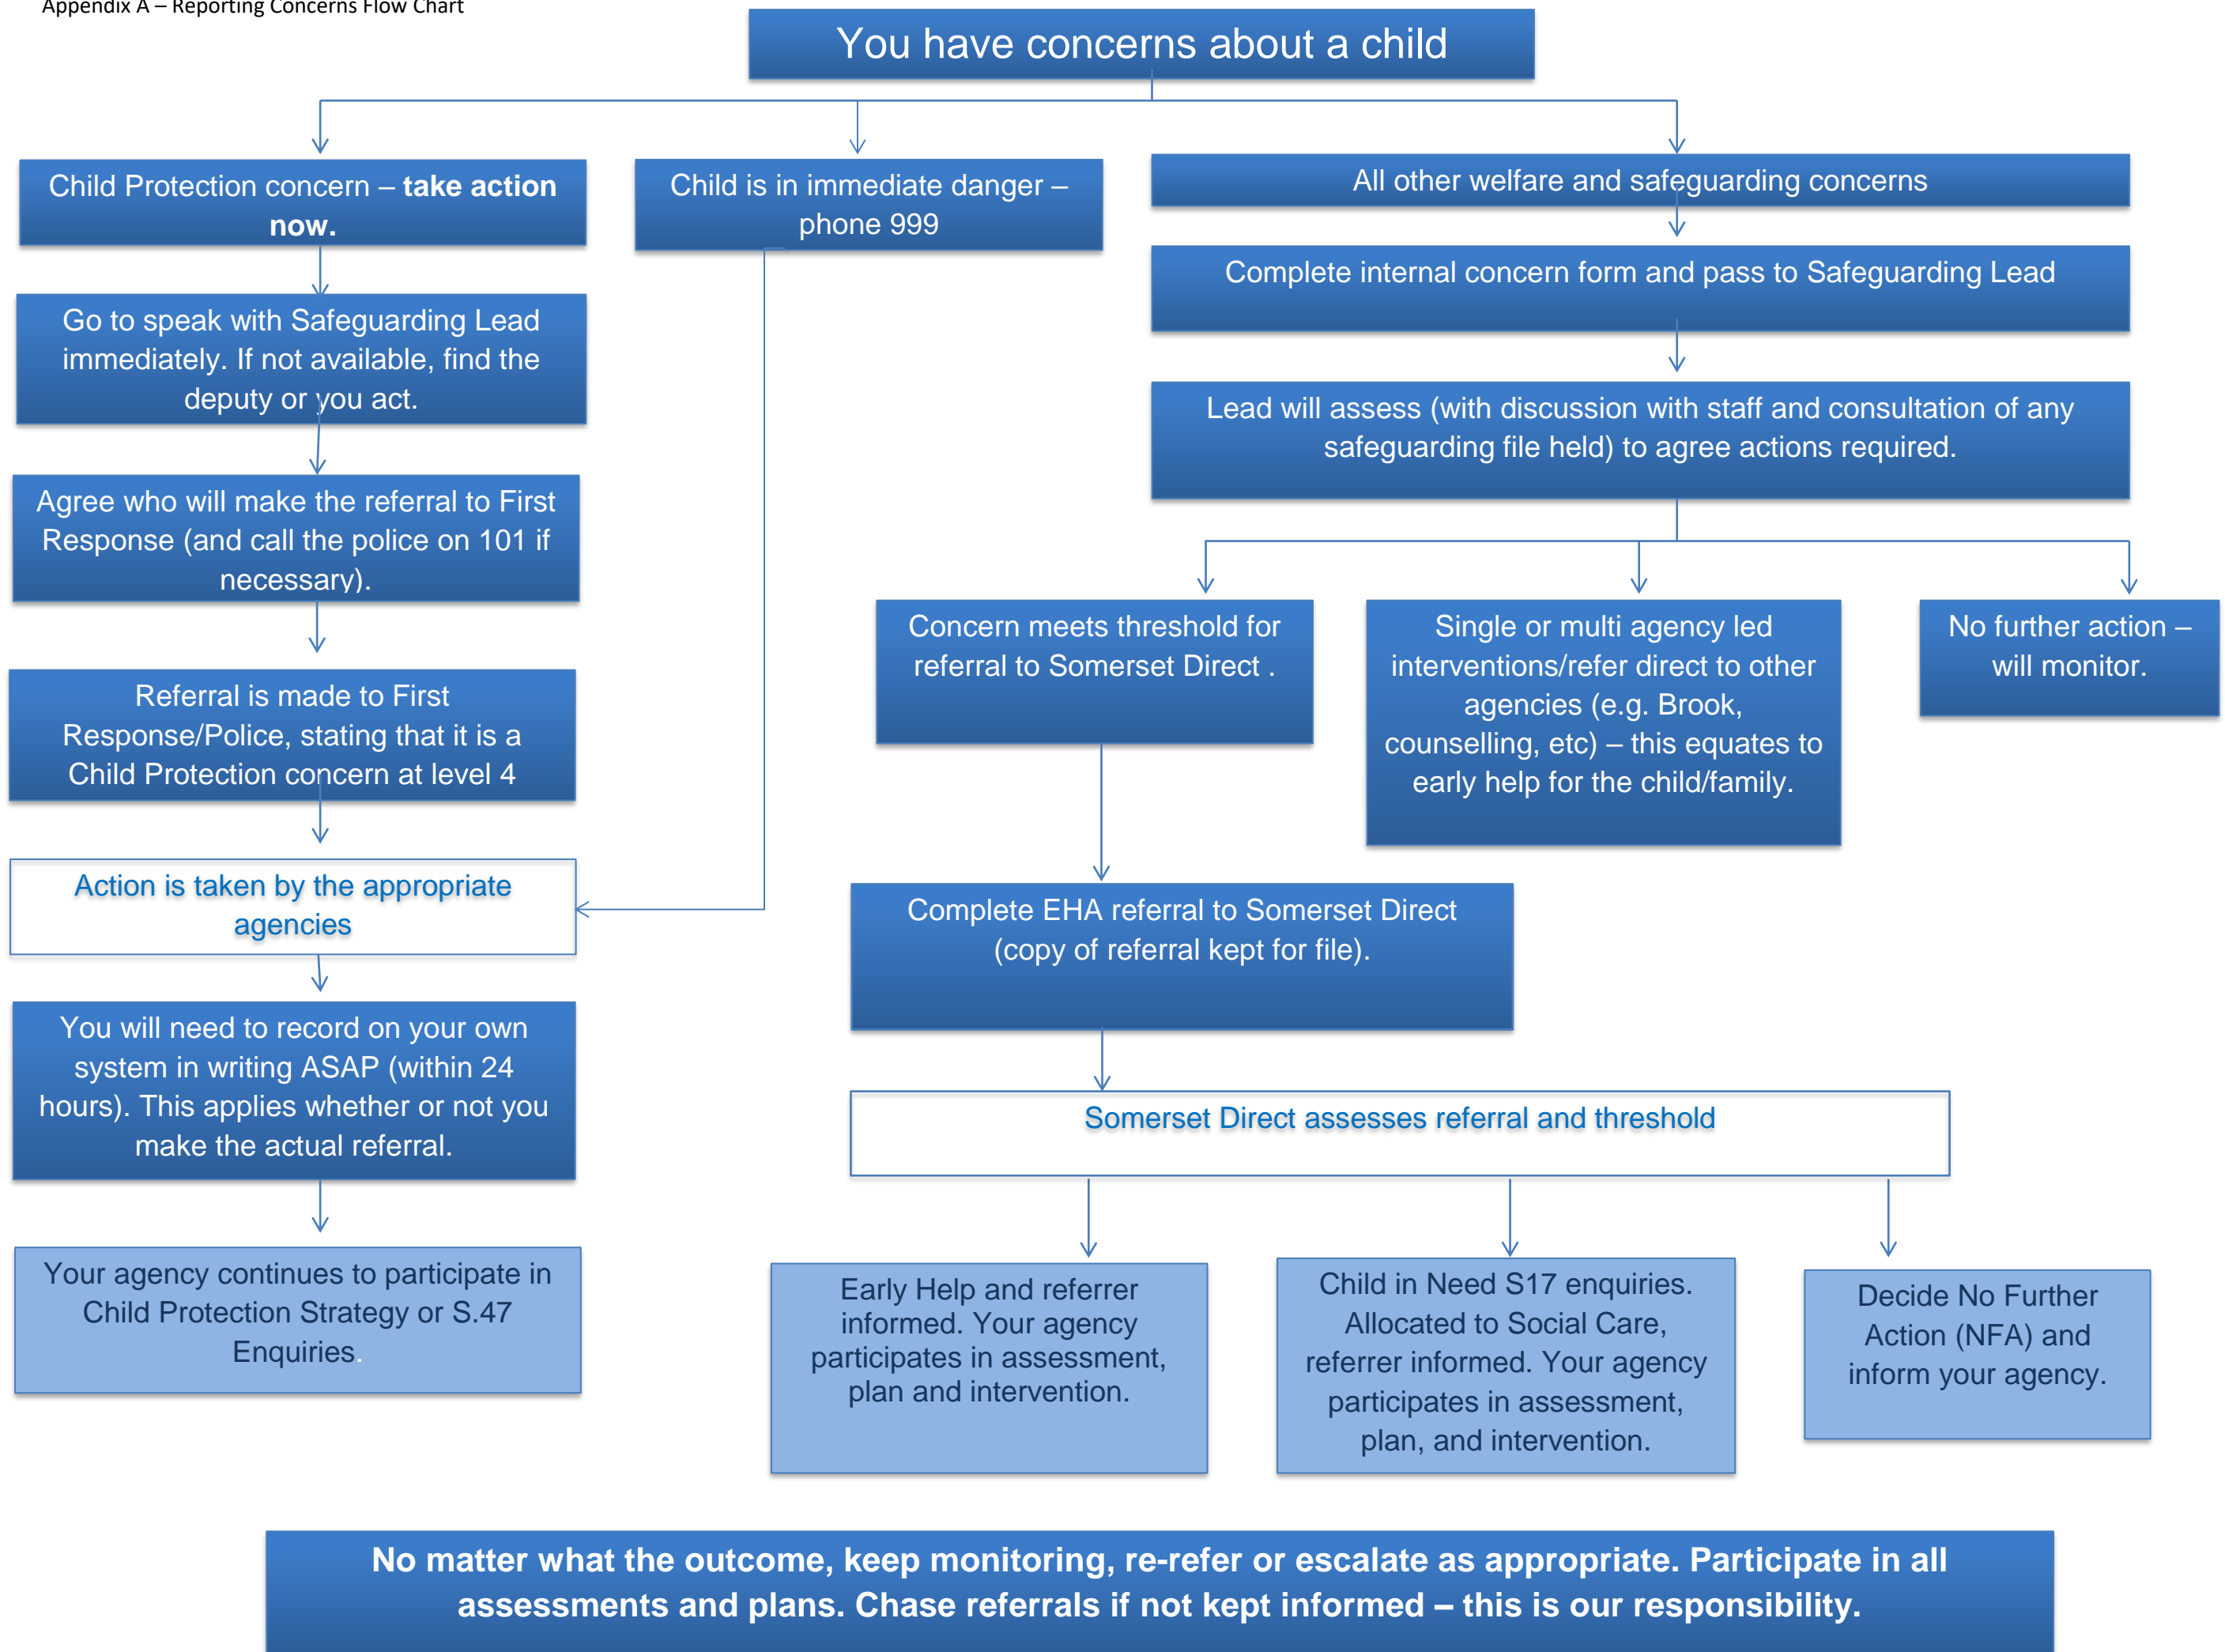 Appendix A – Reporting Concerns Flow Chart
You have concerns about a child
Child Protection concern – take action
now.
Child is in immediate danger –
phone 999
All other welfare and safeguarding concerns
Go to speak with Safeguarding Lead
immediately. If not available, find the
deputy or you act.
Complete internal concern form and pass to Safeguarding Lead
Lead will assess (with discussion with staff and consultation of any
safeguarding file held) to agree actions required.
Agree who will make the referral to First
Response (and call the police on 101 if
necessary).
Concern meets threshold for
referral to Somerset Direct .
Single or multi agency led
interventions/refer direct to other
agencies (e.g. Brook,
counselling, etc) – this equates to
early help for the child/family.
No further action –
will monitor.
Referral is made to First
Response/Police, stating that it is a
Child Protection concern at level 4
Action is taken by the appropriate
agencies
Complete EHA referral to Somerset Direct
(copy of referral kept for file).
You will need to record on your own
system in writing ASAP (within 24
hours). This applies whether or not you
make the actual referral.
Somerset Direct assesses referral and threshold
Your agency continues to participate in
Child Protection Strategy or S.47
Enquiries.
Early Help and referrer
informed. Your agency
participates in assessment,
plan and intervention.
Child in Need S17 enquiries.
Allocated to Social Care,
referrer informed. Your agency
participates in assessment,
plan, and intervention.
Decide No Further
Action (NFA) and
inform your agency.
No matter what the outcome, keep monitoring, re-refer or escalate as appropriate. Participate in all
assessments and plans. Chase referrals if not kept informed – this is our responsibility.